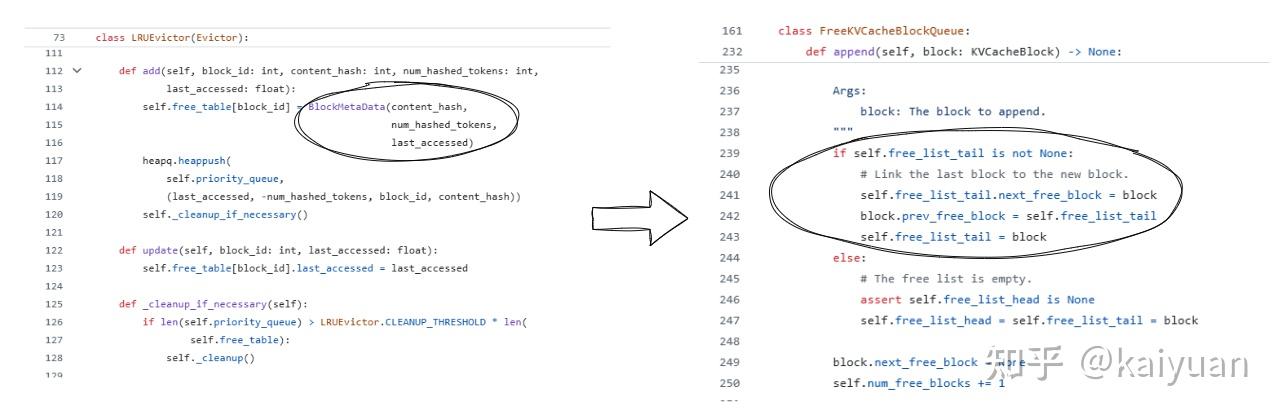 73 class LRUEvictor(Evictor):
111
112 def add(self, block_id: int, content_hash: int, num_hashed_tokens: int,
113 last_accessed: float):
114 self.free_table[block_id] = BlockMetaData(content_hash,
115 num_hashed_tokens,
116 last_accessed)
117 heapq.heappush(
118 self.priority_queue,
119 (last_accessed, -num_hashed_tokens, block_id, content_hash))
120 self._cleanup_if_necessary()
121
122 def update(self, block_id: int, last_accessed: float):
123 self.free_table[block_id].last_accessed = last_accessed
124
125 def _cleanup_if_necessary(self):
126 if len(self.priority_queue) > LRUEvictor.CLEANUP_THRESHOLD * len(
127 self.free_table):
128 self._cleanup()
129
161 class FreeKVCacheBlockQueue:
232 def append(self, block: KVCacheBlock) -> None:
235
236 Args:
237 block: The block to append.
238 """
239 if self.free_list_tail is not None:
240 # Link the last block to the new block.
241 self.free_list_tail.next_free_block = block
242 block.prev_free_block = self.free_list_tail
243 self.free_list_tail = block
244 else:
245 # The free list is empty.
246 assert self.free_list_head is None
247 self.free_list_head = self.free_list_tail = block
248
249 block.next_free_block = None
250 self.num_free_blocks += 1
知乎 @kaiyuan